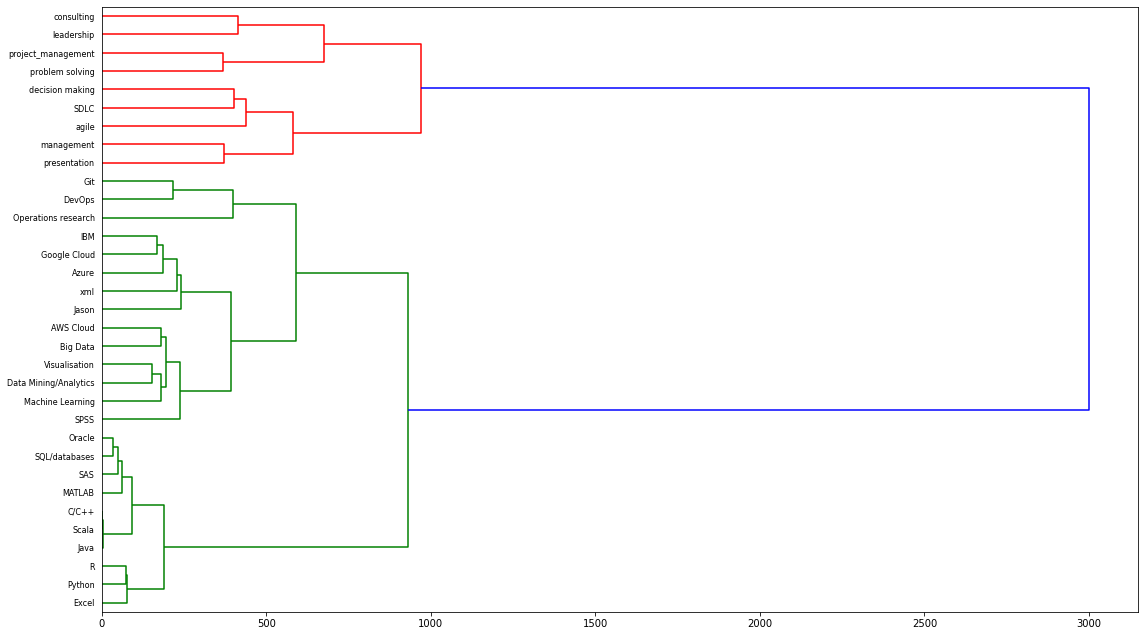 consulting
leadership
project_management
problem solving
decision making
SDLC
agile
management
presentation
Git
DevOps
Operations research
IBM
Google Cloud
Azure
xml
Jason
AWS Cloud
Big Data
Visualisation
Data Mining/Analytics
Machine Learning
SPSS
Oracle
SQL/databases
SAS
MATLAB
C/C++
Scala
Java
R
Python
Excel
0 500 1000 1500 2000 2500 3000